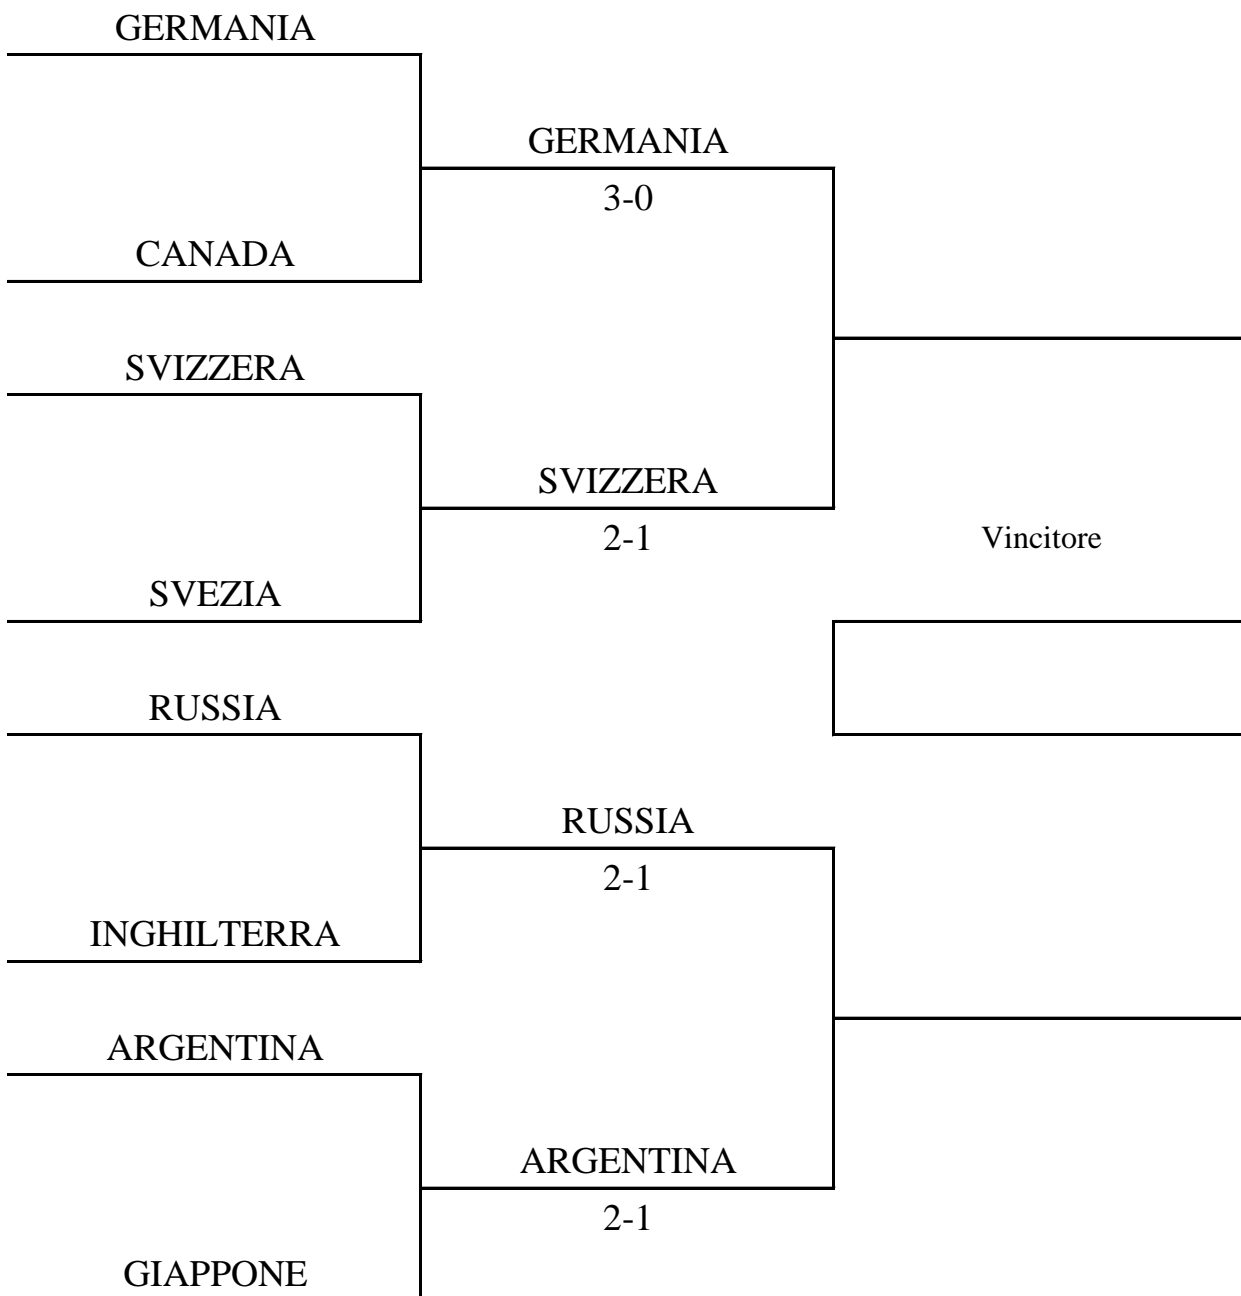 GERMANIA
GERMANIA
3-0
CANADA
SVIZZERA
SVIZZERA
2-1
Vincitore
SVEZIA
RUSSIA
RUSSIA
2-1
INGHILTERRA
ARGENTINA
ARGENTINA
2-1
GIAPPONE